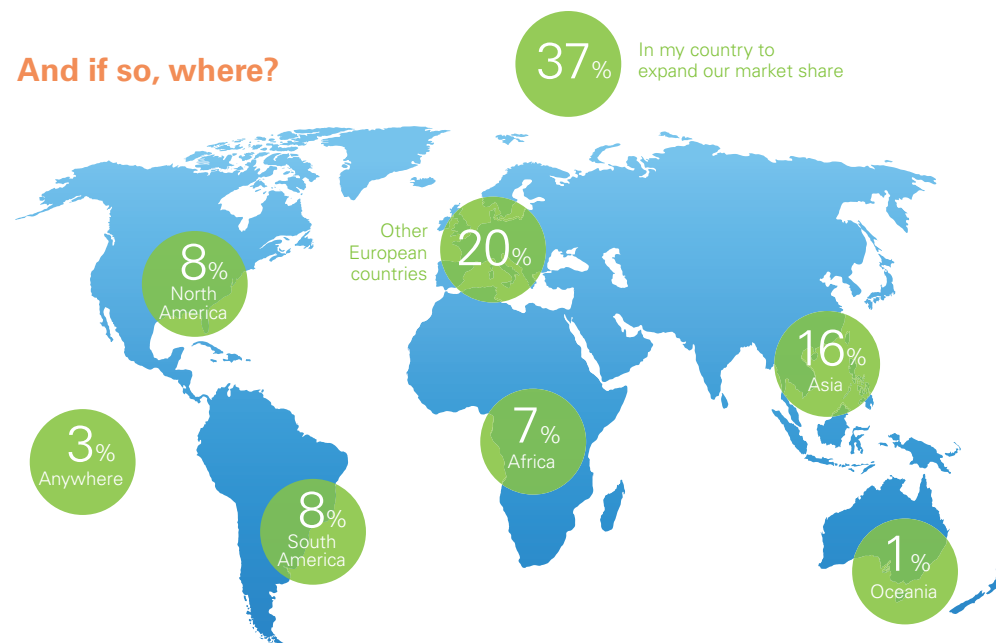 And if so, where?
37%
In my country to
expand our market share
Other
European
countries
20%
8%
North
America
16%
Asia
7%
Africa
3%
Anywhere
8%
South
America
1%
Oceania